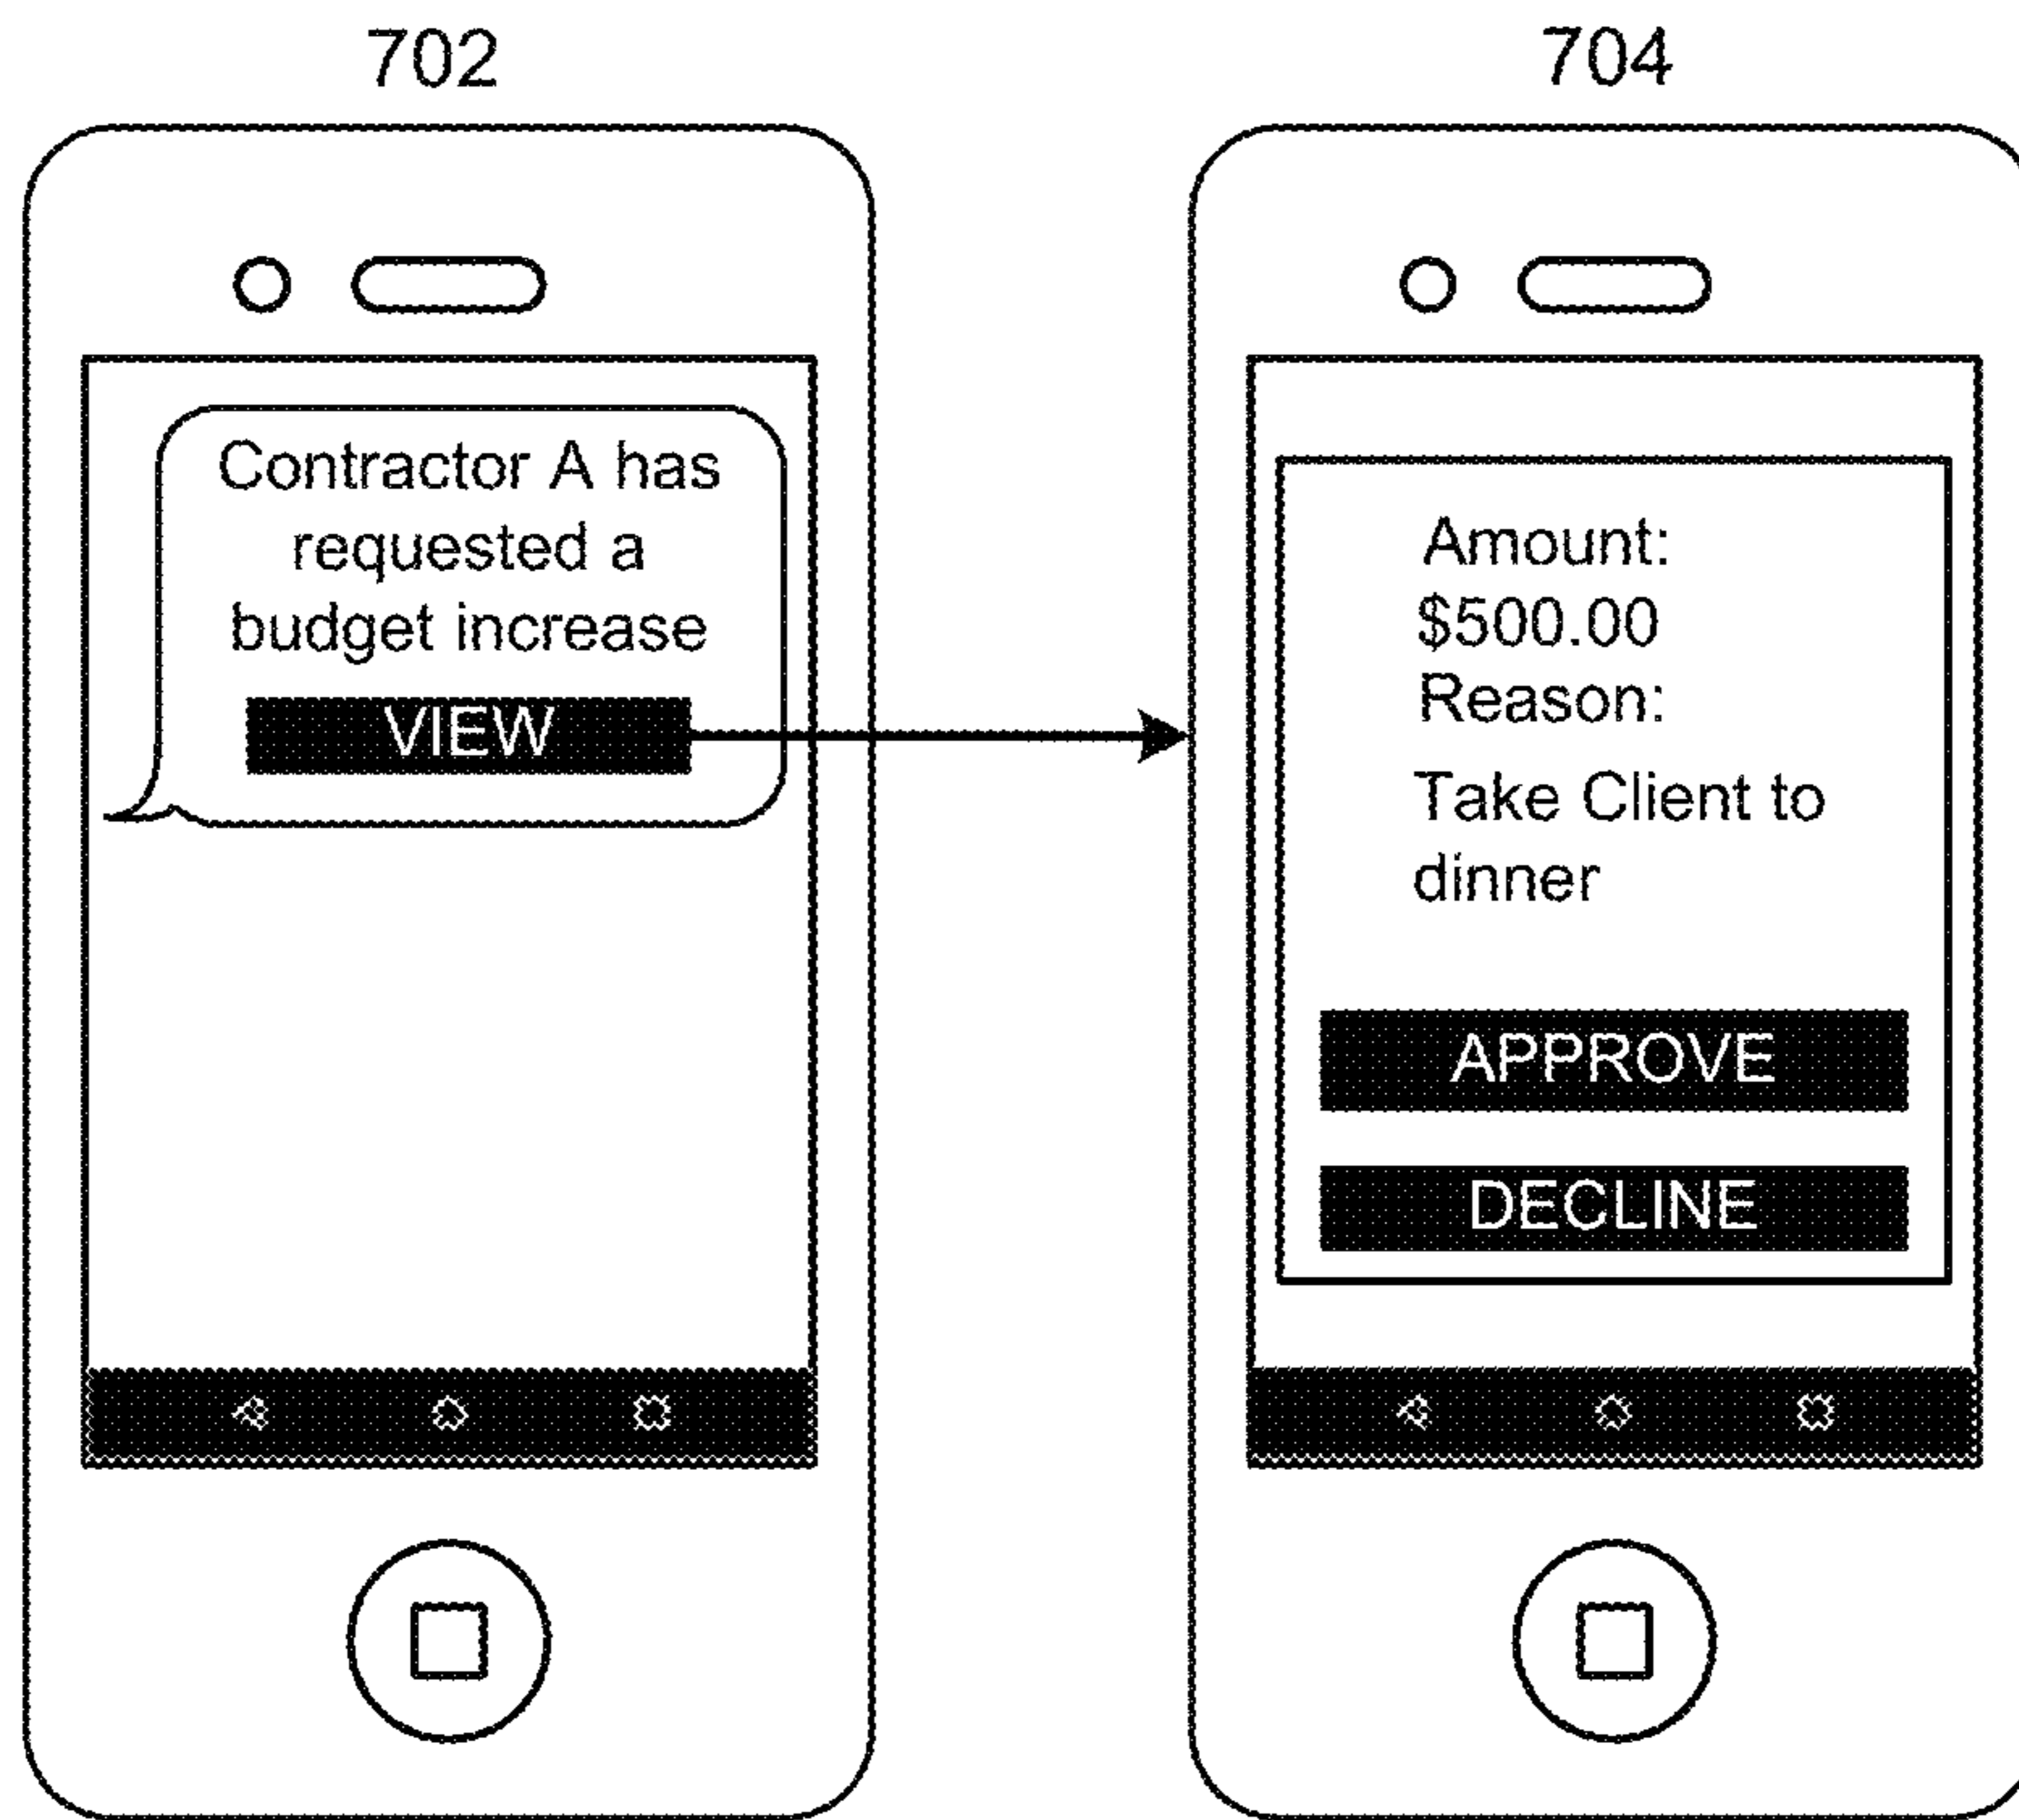 702
Contractor A has
requested a
budget increase
VIEW
704
Amount:
$500.00
Reason:
Take Client to
dinner
APPROVE
DECLINE